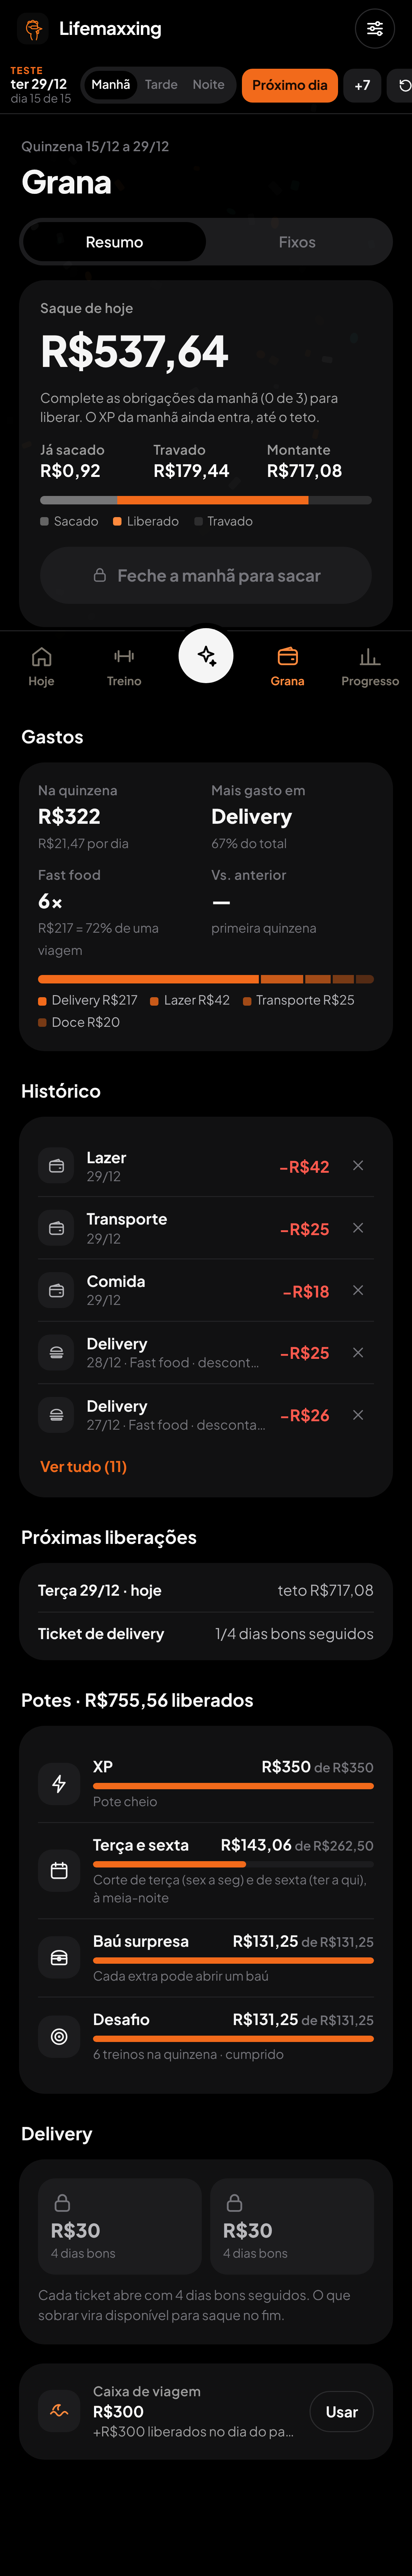 Lifemaxxing
TESTE
ter 29/12
dia 15 de 15
Manhã
Tarde
Noite
Próximo dia
+7
Quinzena 15/12 a 29/12
Grana
Resumo
Fixos
Saque de hoje
R$537,64
Complete as obrigações da manhã (0 de 3) para
liberar. O XP da manhã ainda entra, até o teto.
Já sacado
Travado
Montante
R$0,92
R$179,44
R$717,08
Sacado
Liberado
Travado
Feche a manhã para sacar
Hoje
Treino
Grana
Progresso
Gastos
Na quinzena
Mais gasto em
R$322
Delivery
R$21,47 por dia
67% do total
Fast food
Vs. anterior
6×
—
R$217 = 72% de uma
viagem
primeira quinzena
Delivery R$217
Lazer R$42
Transporte R$25
Doce R$20
Histórico
Lazer
29/12
−R$42
Transporte
29/12
−R$25
Comida
29/12
−R$18
Delivery
28/12 · Fast food · descont...
−R$25
Delivery
27/12 · Fast food · desconta...
−R$26
Ver tudo (11)
Próximas liberações
Terça 29/12 · hoje
teto R$717,08
Ticket de delivery
1/4 dias bons seguidos
Potes · R$755,56 liberados
XP
R$350 de R$350
Pote cheio
Terça e sexta
R$143,06 de R$262,50
Corte de terça (sex a seg) e de sexta (ter a qui),
à meia-noite
Baú surpresa
R$131,25 de R$131,25
Cada extra pode abrir um baú
Desafio
R$131,25 de R$131,25
6 treinos na quinzena · cumprido
Delivery
R$30
4 dias bons
R$30
4 dias bons
Cada ticket abre com 4 dias bons seguidos. O que
sobrar vira disponível para saque no fim.
Caixa de viagem
R$300
+R$300 liberados no dia do pa...
Usar